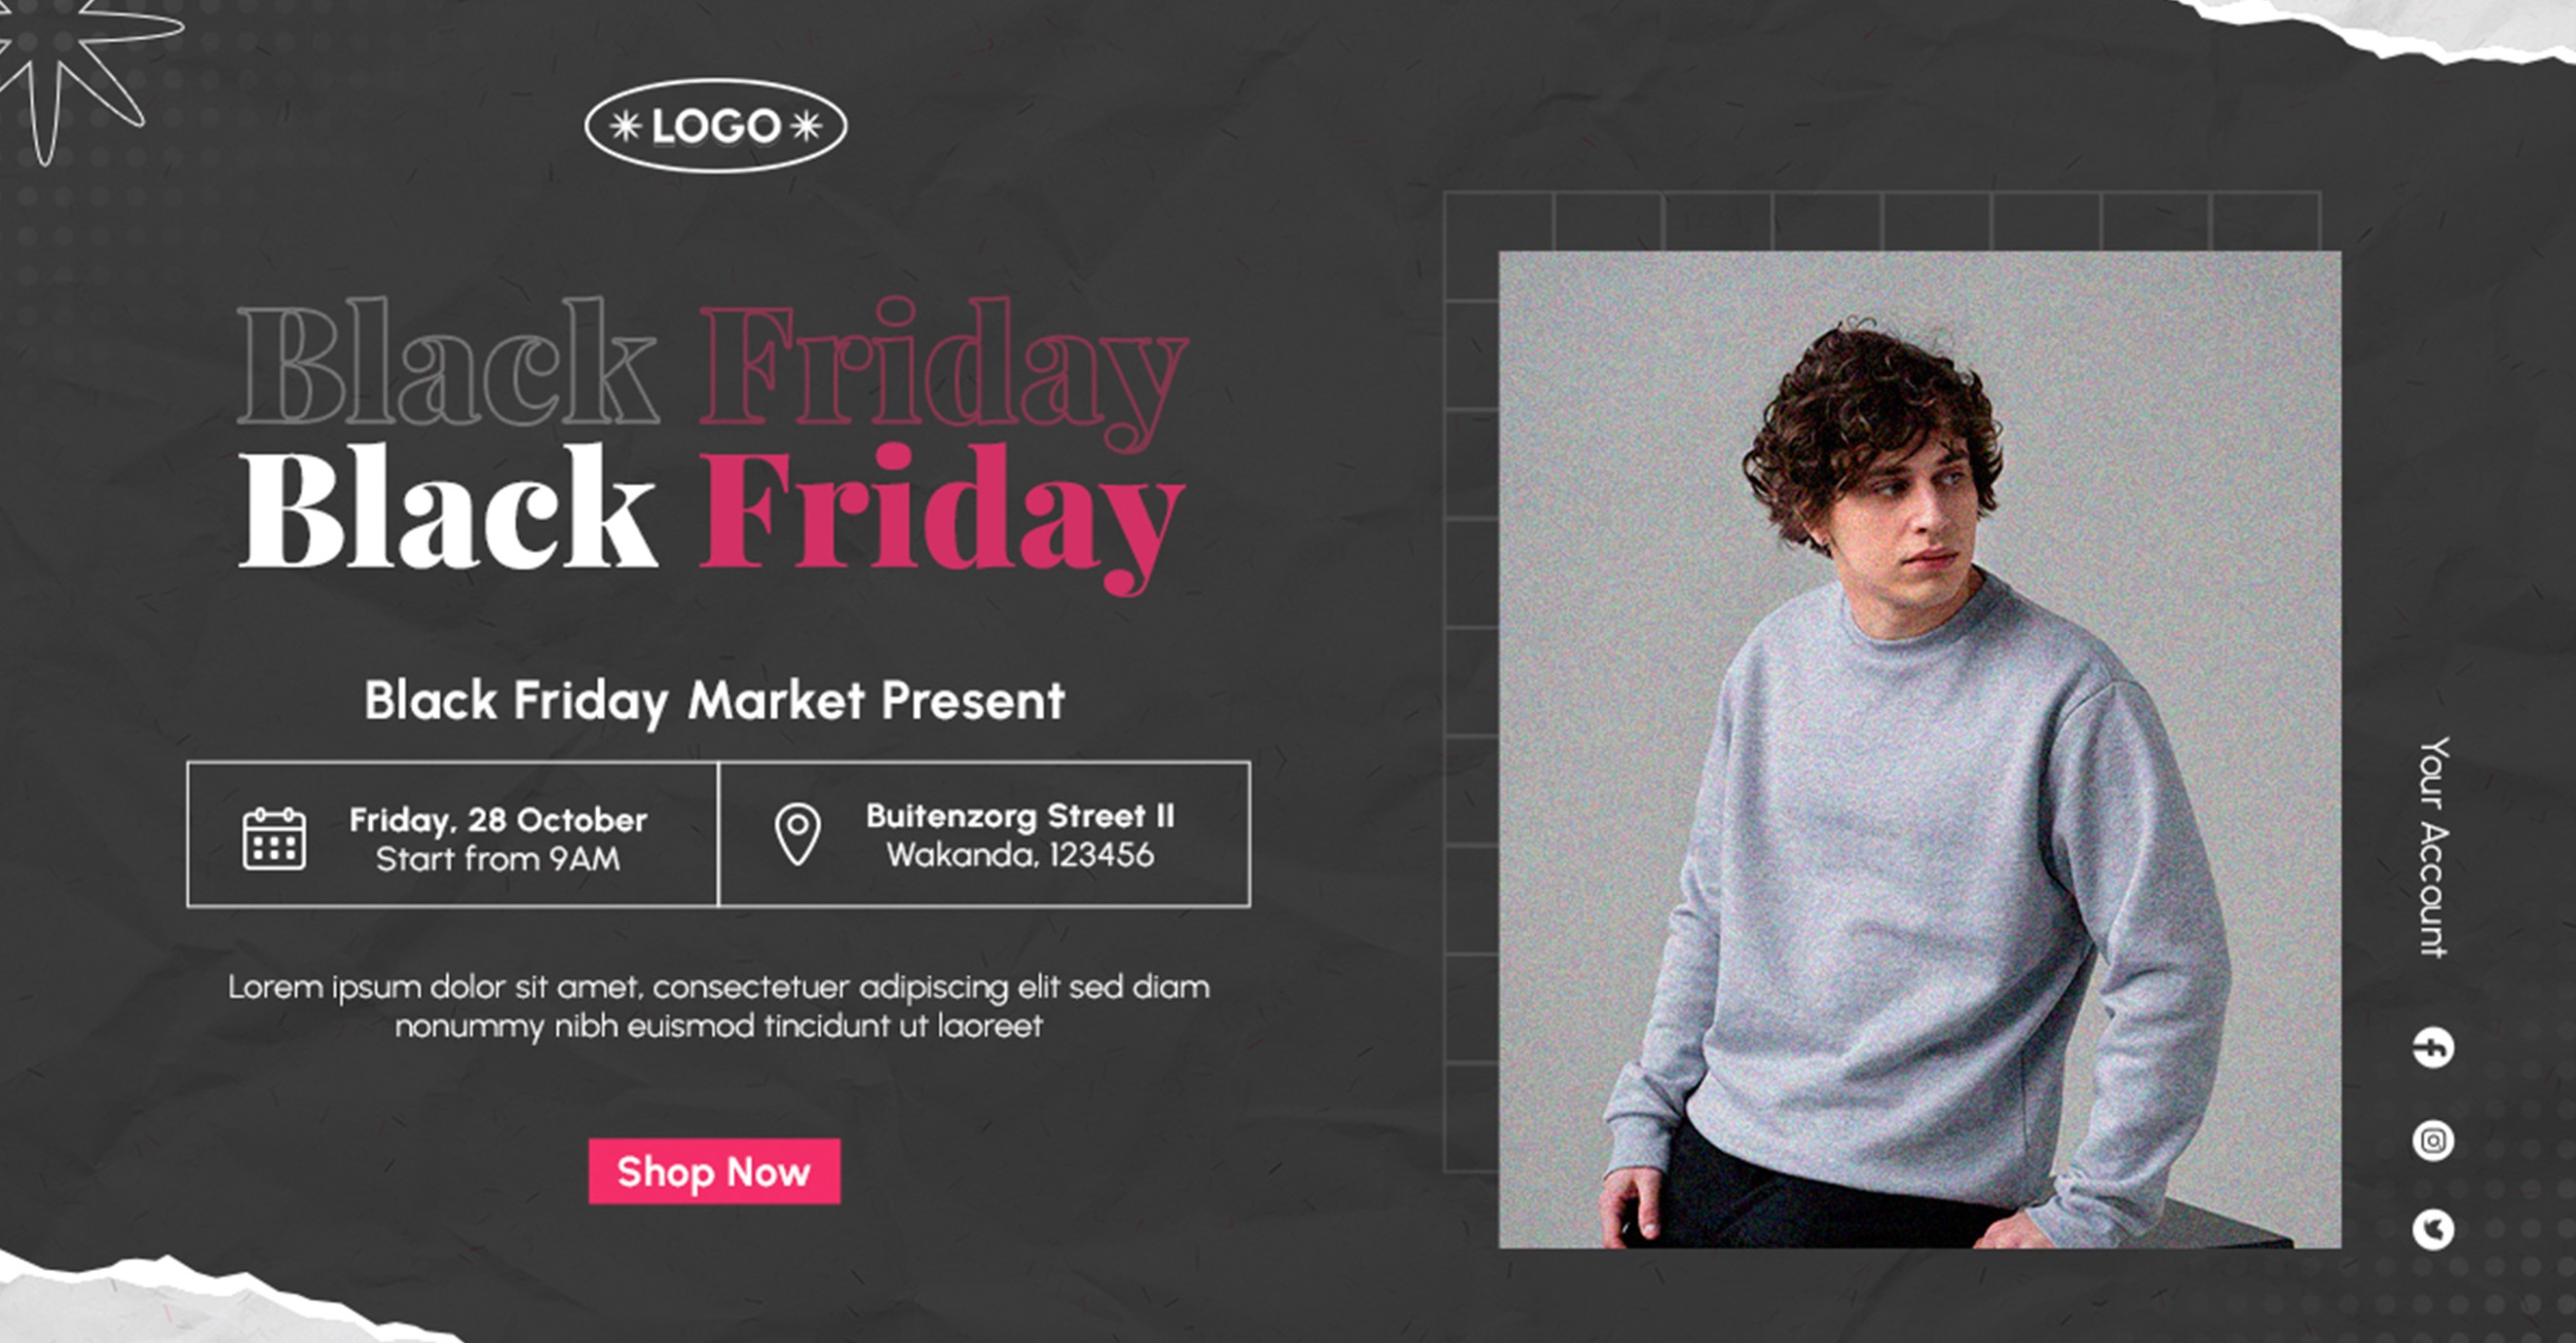 LOGO
Black Friday
Black Friday
Black Friday Market Present
Friday, 28 October
Start from 9AM
Buitenzorg Street II
Wakanda, 123456
Lorem ipsum dolor sit amet, consectetuer adipiscing elit sed diam
nonummy nibh euismod tincidunt ut laoreet
Shop Now
Your Account